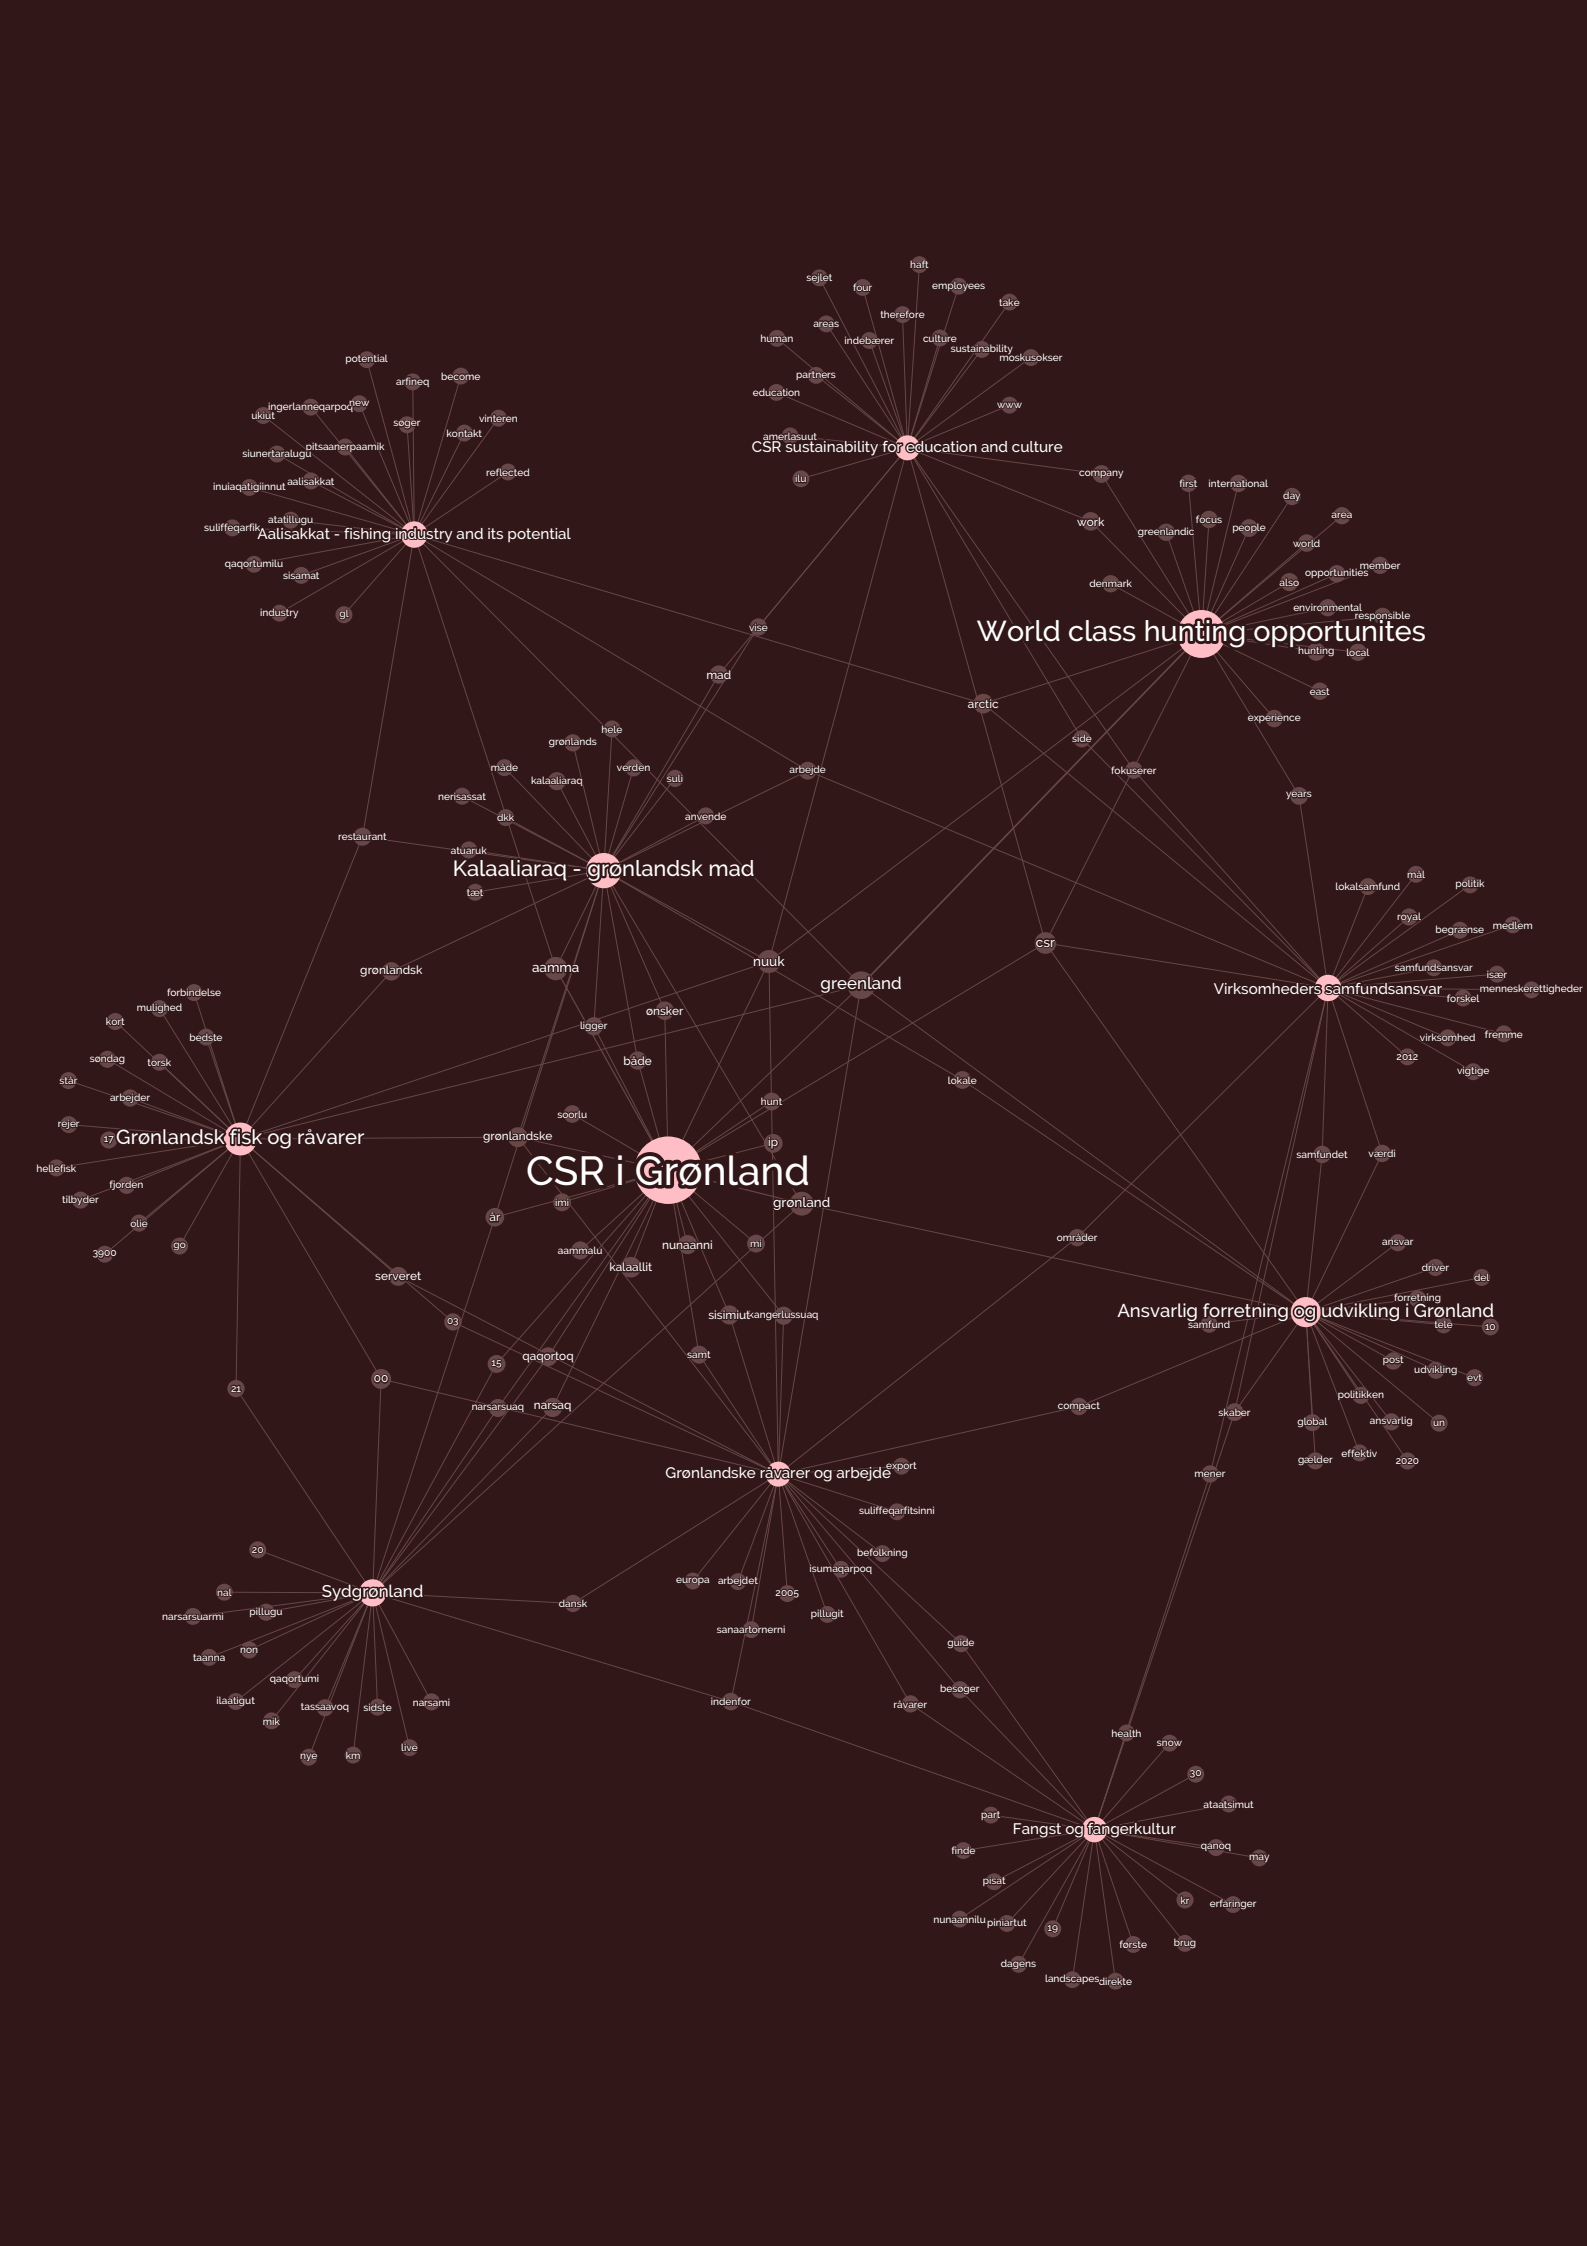 haft
sejlet
four
employees
take
therefore
areas
human
indebærer
culture
sustainability
moskusokser
partners
education
www
amerlasuut
CSR sustainability for education and culture
ilu
company
potential
arfineq
become
ingerlanneqarpoq
new
ukiut
søger
vinteren
kontakt
pitsaanerpaamik
siunertaralugu
reflected
aalisakkat
inuiaqatigiinnut
atatillugu
suliffeqarfik
Aalisakkat - fishing industry and its potential
qaqortumilu
sisamat
industry
gl
first
international
day
area
work
greenlandic
focus
people
world
member
opportunities
also
denmark
environmental
responsible
World class hunting opportunites
hunting
local
east
experience
vise
mad
arctic
side
fokuserer
years
arbejde
hele
grønlands
måde
verden
kalaaliaraq
suli
nerisassat
dkk
anvende
restaurant
atuaruk
Kalaaliaraq - grønlandsk mad
tæt
csr
nuuk
aamma
grønlandsk
greenland
ønsker
ligger
både
lokale
mål
politik
lokalsamfund
royal
medlem
begrænse
samfundsansvar
især
Virksomheders samfundsansvar
menneskerettigheder
forskel
fremme
virksomhed
2012
vigtige
samfundet
værdi
forbindelse
mulighed
kort
bedste
søndag
torsk
står
arbejder
rejer
17
Grønlandsk fisk og råvarer
hellefisk
fjorden
tilbyder
olie
3900
go
hunt
soorlu
grønlandske
ip
CSR i Grønland
imi
grønland
år
nunaanni
mi
aammalu
kalaallit
områder
serveret
sisimiut
kangerlussuaq
03
samt
qaqortoq
15
00
21
narsarsuaq
narsaq
ansvar
driver
del
forretning
Ansvarlig forretning og udvikling i Grønland
samfund
tele
10
post
udvikling
evt
politikken
global
ansvarlig
un
effektiv
gælder
2020
compact
skaber
mener
Grønlandske råvarer og arbejde
export
suliffeqarfitsinni
befolkning
isumaqarpoq
europa
arbejdet
2005
pillugit
sanaartornerni
dansk
guide
besøger
råvarer
indenfor
20
nal
Sydgrønland
narsarsuarmi
pillugu
non
taanna
qaqortumi
ilaatigut
tassaavoq
sidste
narsami
mik
nye
km
live
health
snow
30
ataatsimut
part
Fangst og fangerkultur
finde
qanoq
may
pisat
kr
erfaringer
nunaannilu
piniartut
19
første
brug
dagens
landscapes
direkte